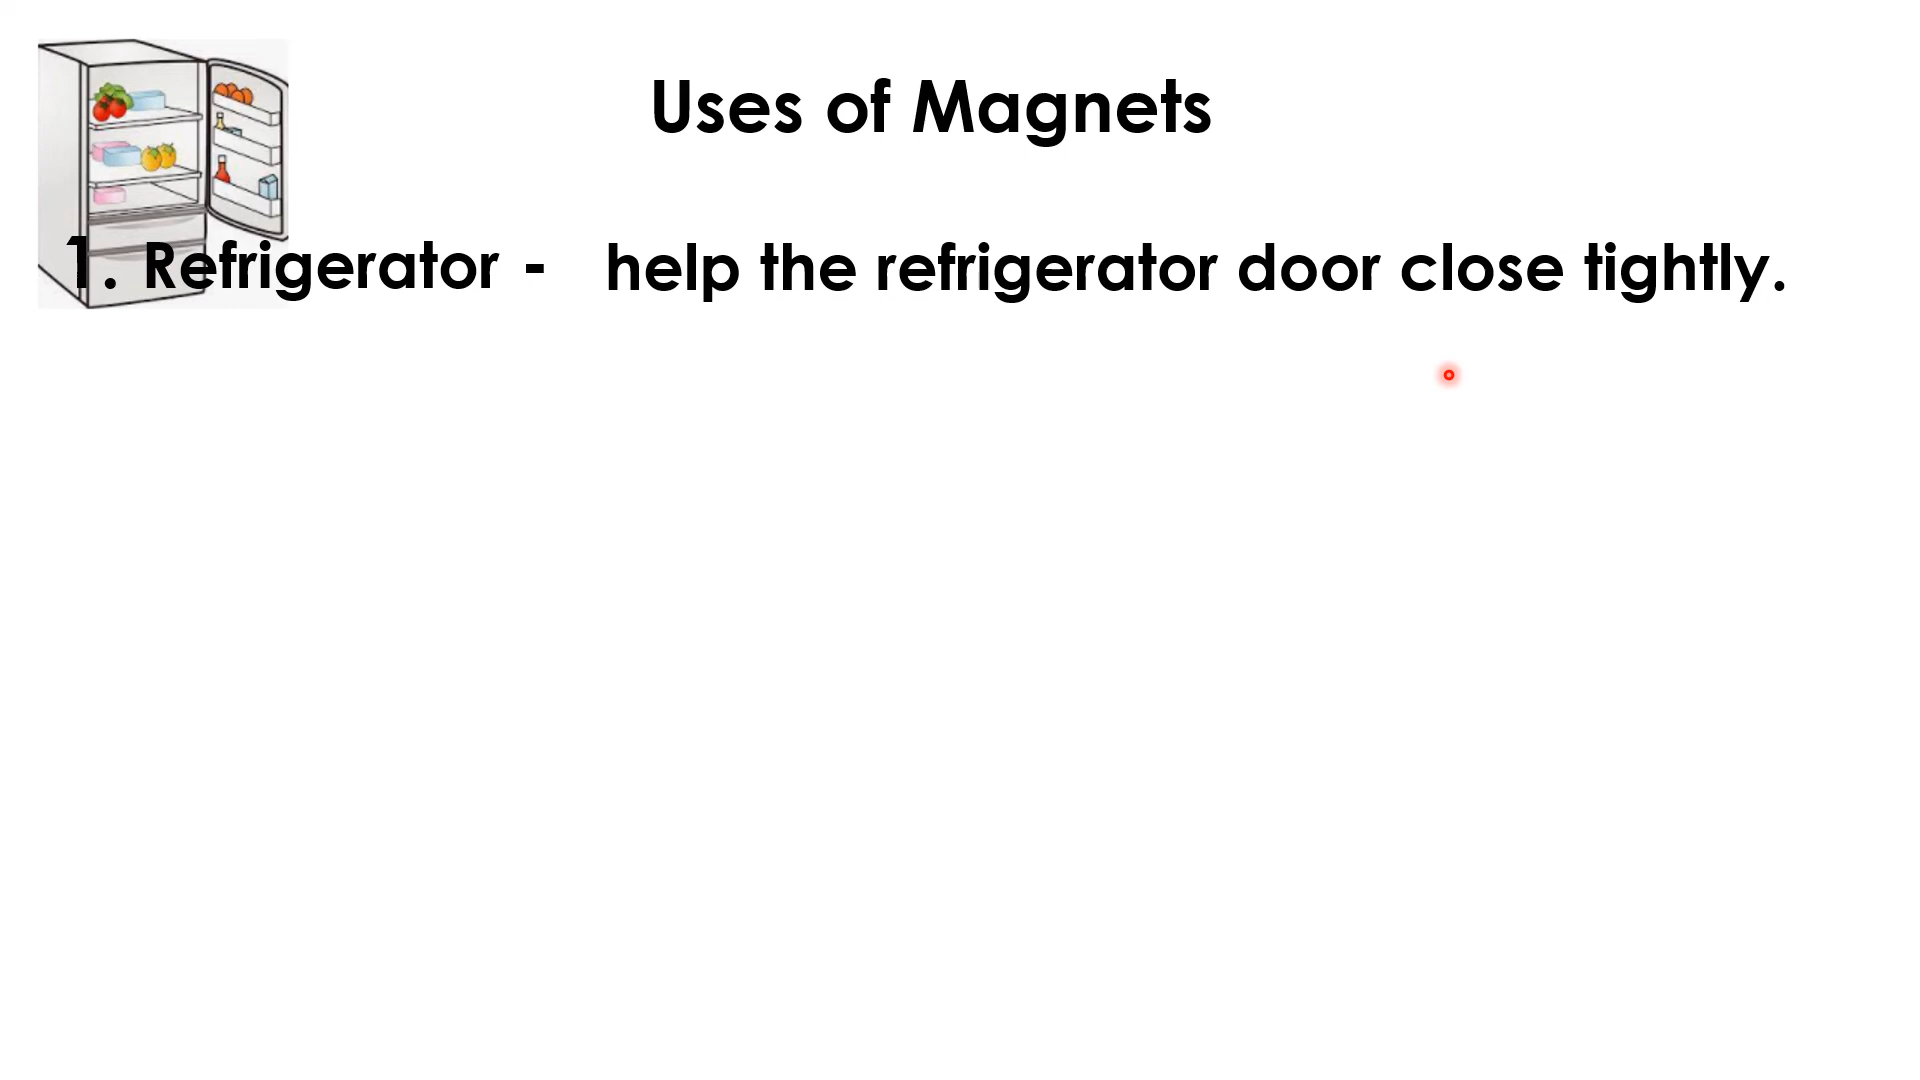 Uses of Magnets
1. Refrigerator - help the refrigerator door close tightly.